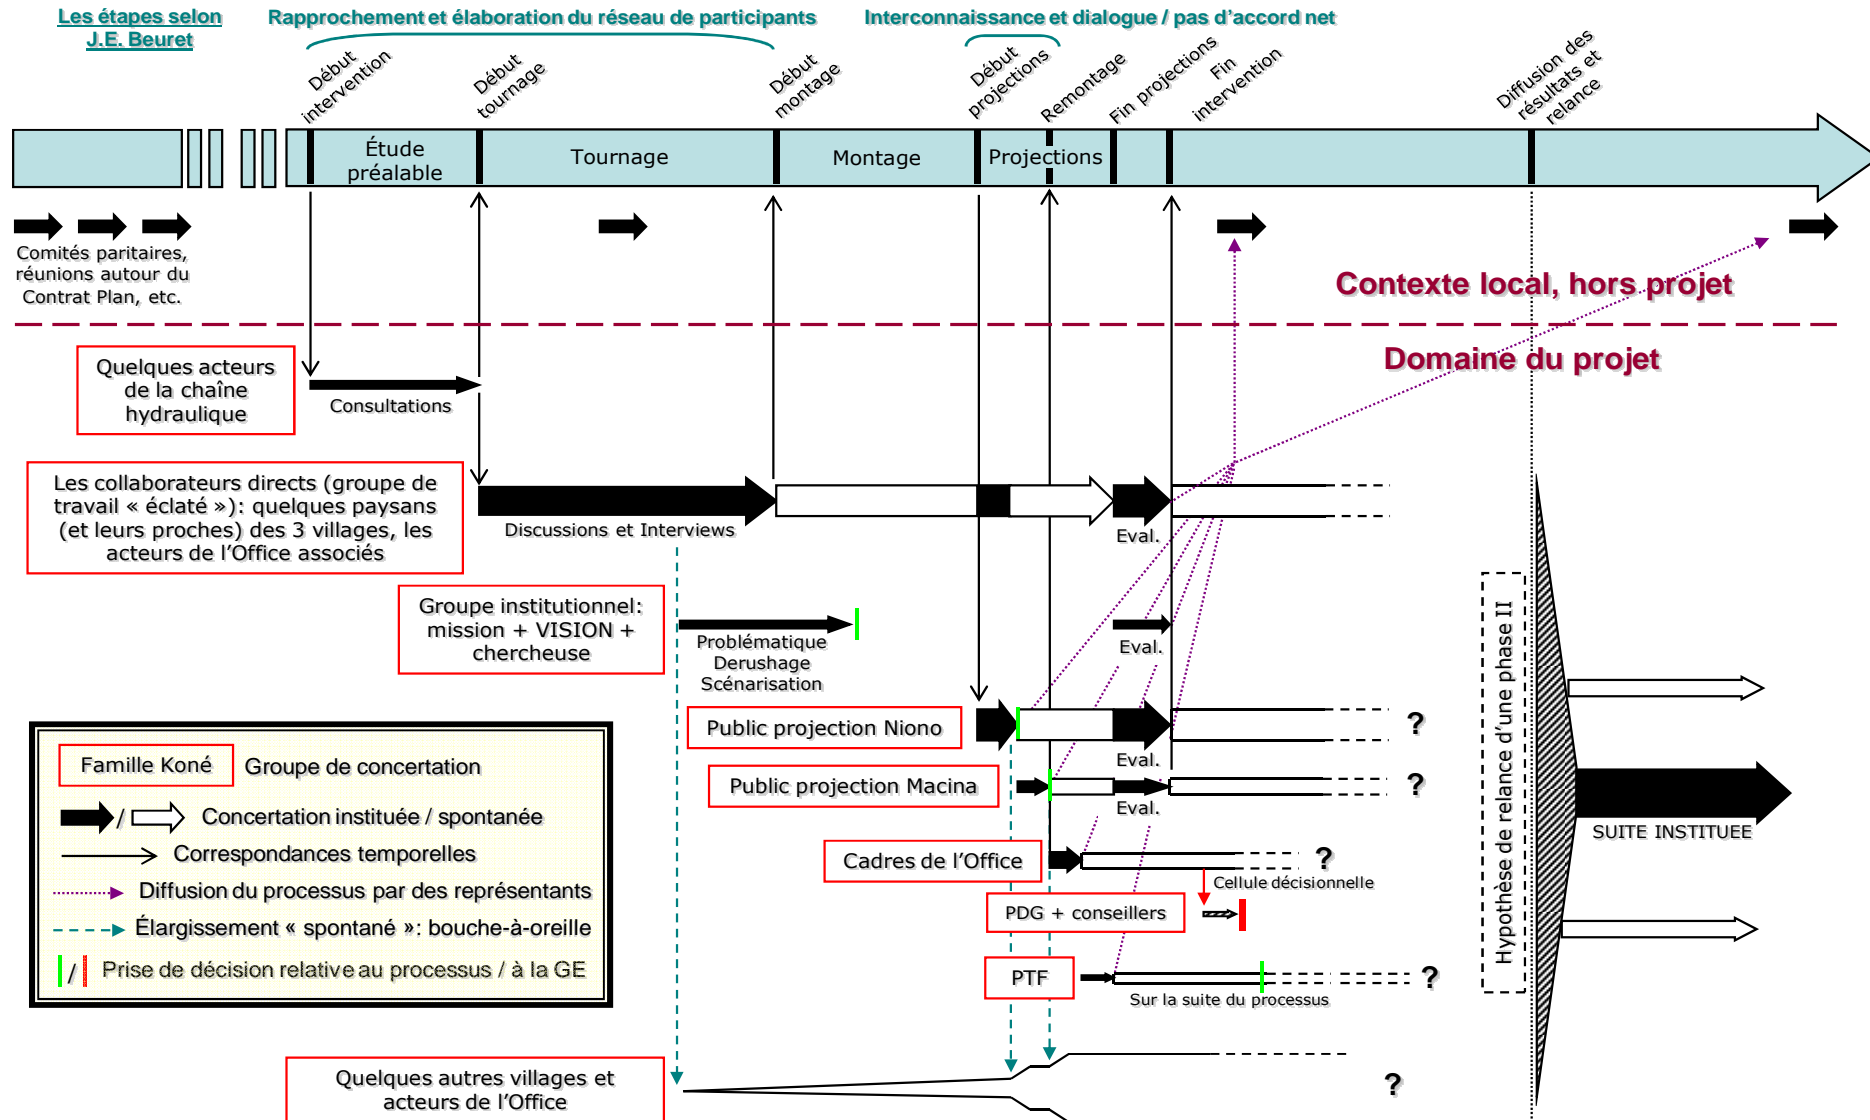 Les étapes selon
J.E. Beuret
Rapprochement et élaboration du réseau de participants
Interconnaissance et dialogue / pas d'accord net
Début
intervention
Début
tournage
Début
montage
Début
projections
Remontage
Fin projections
Fin
intervention
Diffusion des
résultats et
relance
Étude
préalable
Tournage
Montage
Projections
Comités paritaires,
réunions autour du
Contrat Plan, etc.
Contexte local, hors projet
Domaine du projet
Quelques acteurs
de la chaîne
hydraulique
Consultations
Les collaborateurs directs (groupe de
travail « éclaté »): quelques paysans
(et leurs proches) des 3 villages, les
acteurs de l'Office associés
Discussions et Interviews
Eval.
Groupe institutionnel:
mission + VISION +
chercheuse
Problématique
Derushage
Scénarisation
Eval.
Public projection Niono
Eval.
?
Public projection Macina
Eval.
?
Cadres de l'Office
?
Cellule décisionnelle
PDG + conseillers
PTF
Sur la suite du processus
?
Quelques autres villages et
acteurs de l'Office
?
Hypothèse de relance d'une phase II
SUITE INSTITUEE
Famille Koné
Groupe de concertation
/ Concertation instituée / spontanée
Correspondances temporelles
Diffusion du processus par des représentants
Élargissement « spontané »: bouche-à-oreille
/ Prise de décision relative au processus / à la GE